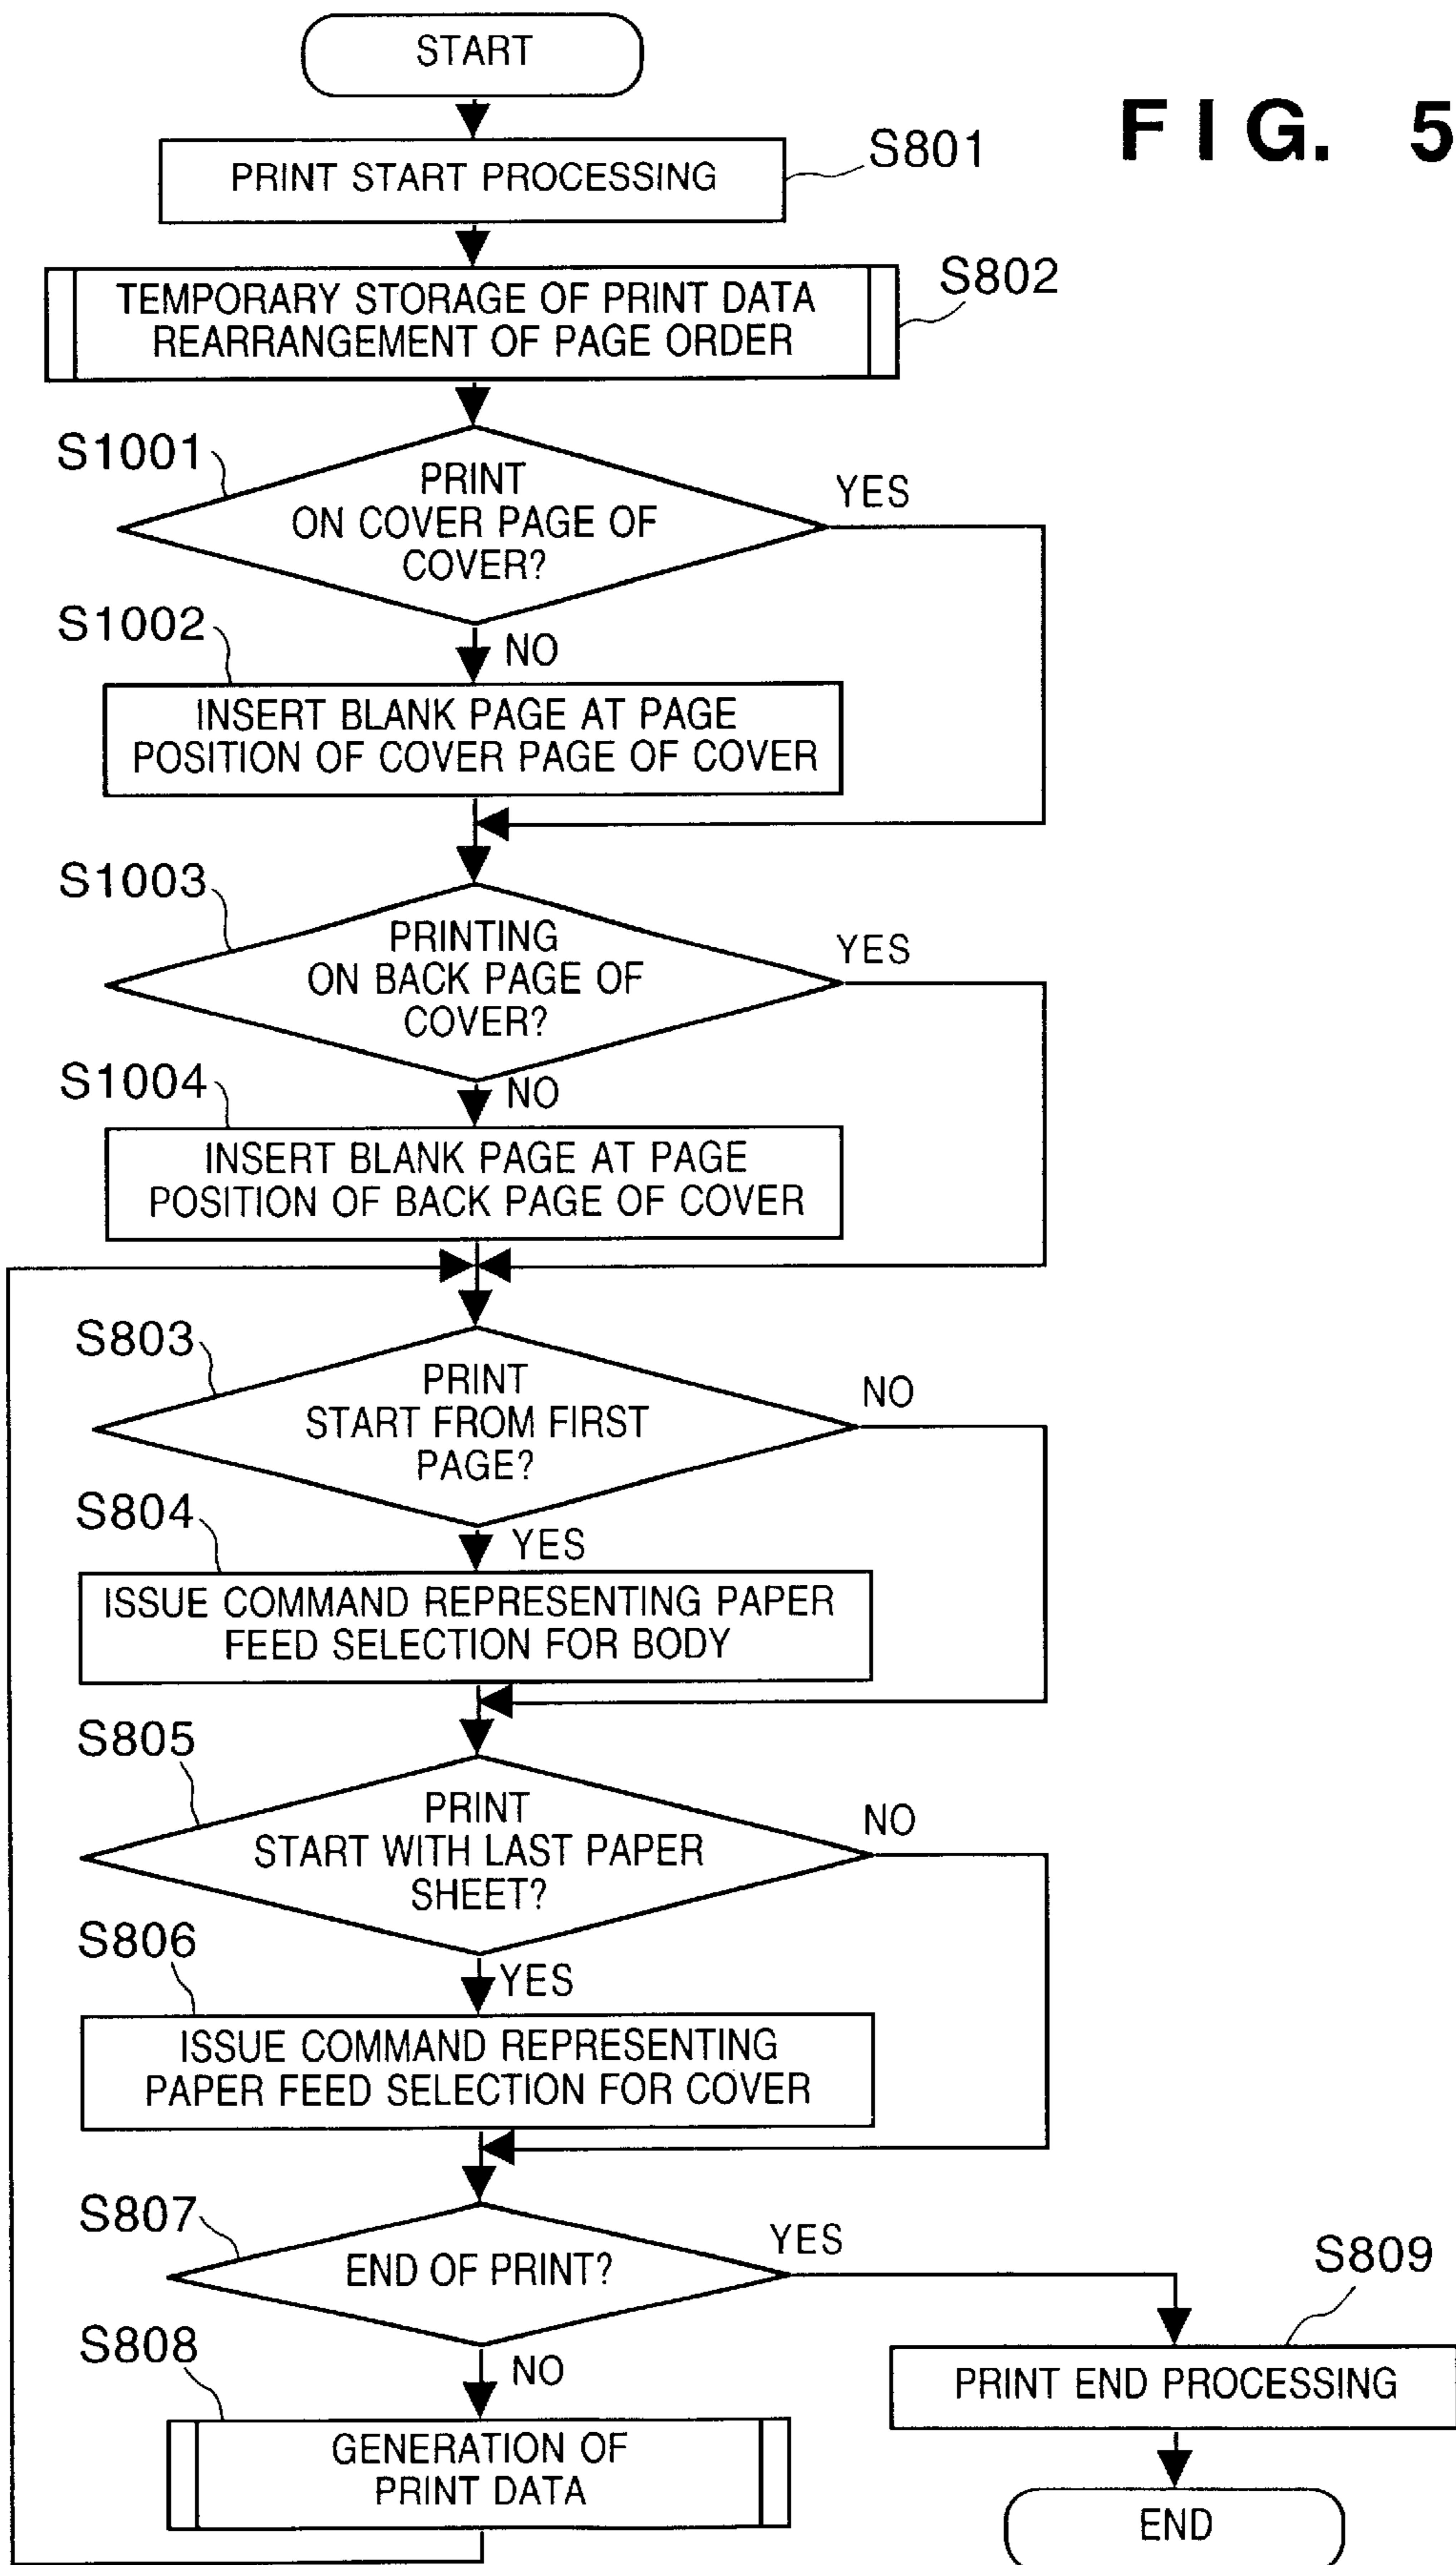 START
FIG. 5
PRINT START PROCESSING
S801
TEMPORARY STORAGE OF PRINT DATA
REARRANGEMENT OF PAGE ORDER
S802
S1001
PRINT
ON COVER PAGE OF
COVER?
YES
NO
S1002
INSERT BLANK PAGE AT PAGE
POSITION OF COVER PAGE OF COVER
S1003
PRINTING
ON BACK PAGE OF
COVER?
YES
NO
S1004
INSERT BLANK PAGE AT PAGE
POSITION OF BACK PAGE OF COVER
S803
PRINT
START FROM FIRST
PAGE?
NO
YES
S804
ISSUE COMMAND REPRESENTING PAPER
FEED SELECTION FOR BODY
S805
PRINT
START WITH LAST PAPER
SHEET?
NO
YES
S806
ISSUE COMMAND REPRESENTING
PAPER FEED SELECTION FOR COVER
S807
END OF PRINT?
YES
NO
S809
PRINT END PROCESSING
S808
GENERATION OF
PRINT DATA
END